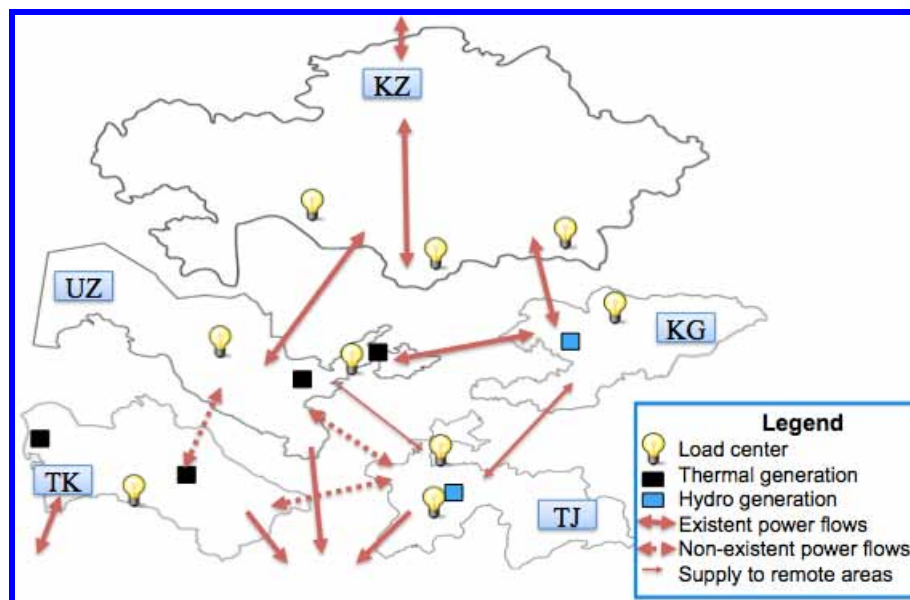 KZ
UZ
KG
TK
TJ
Legend
Load center
Thermal generation
Hydro generation
Existent power flows
Non-existent power flows
Supply to remote areas